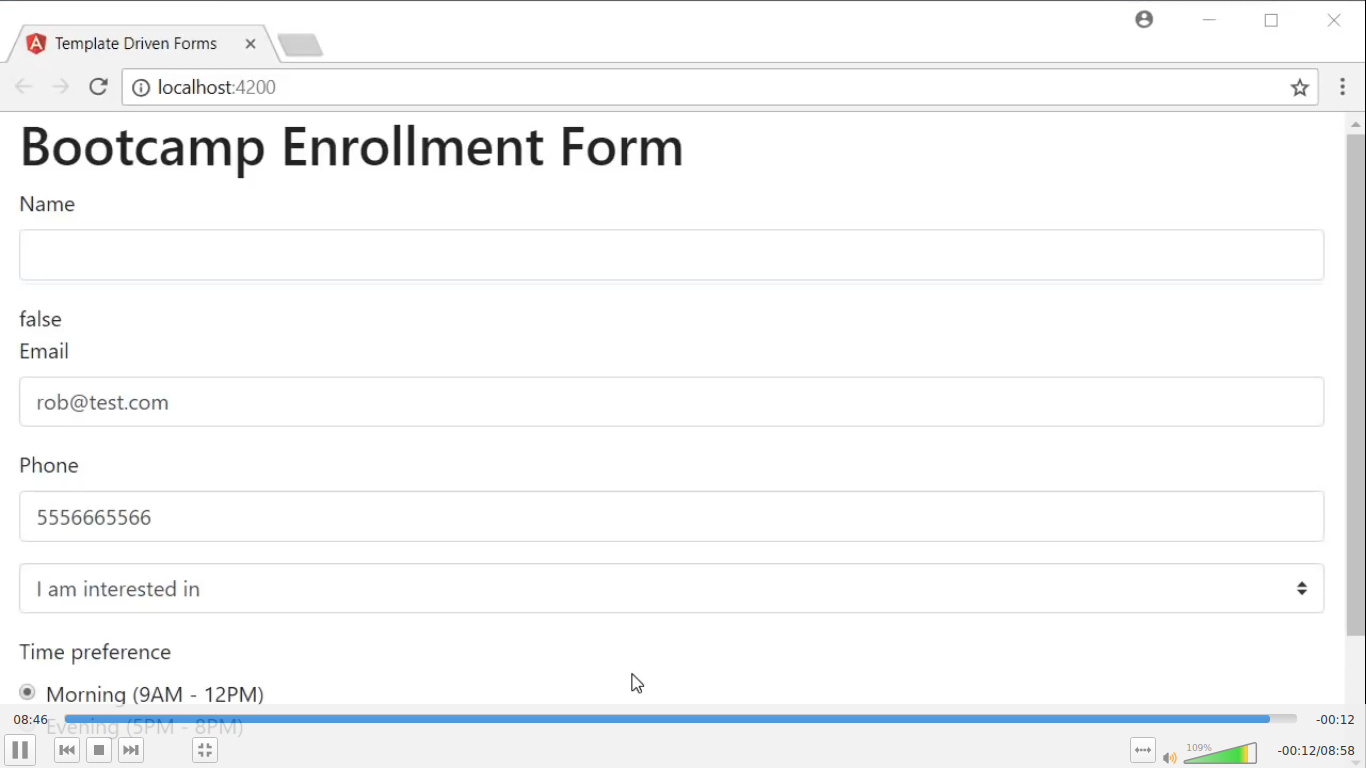 Template Driven Forms
localhost:4200
Bootcamp Enrollment Form
Name
false
Email
rob@test.com
Phone
5556665566
I am interested in
Time preference
Morning (9AM - 12PM)
08:46
-00:12
Evening (5PM - 8PM)
109%
-00:12/08:58